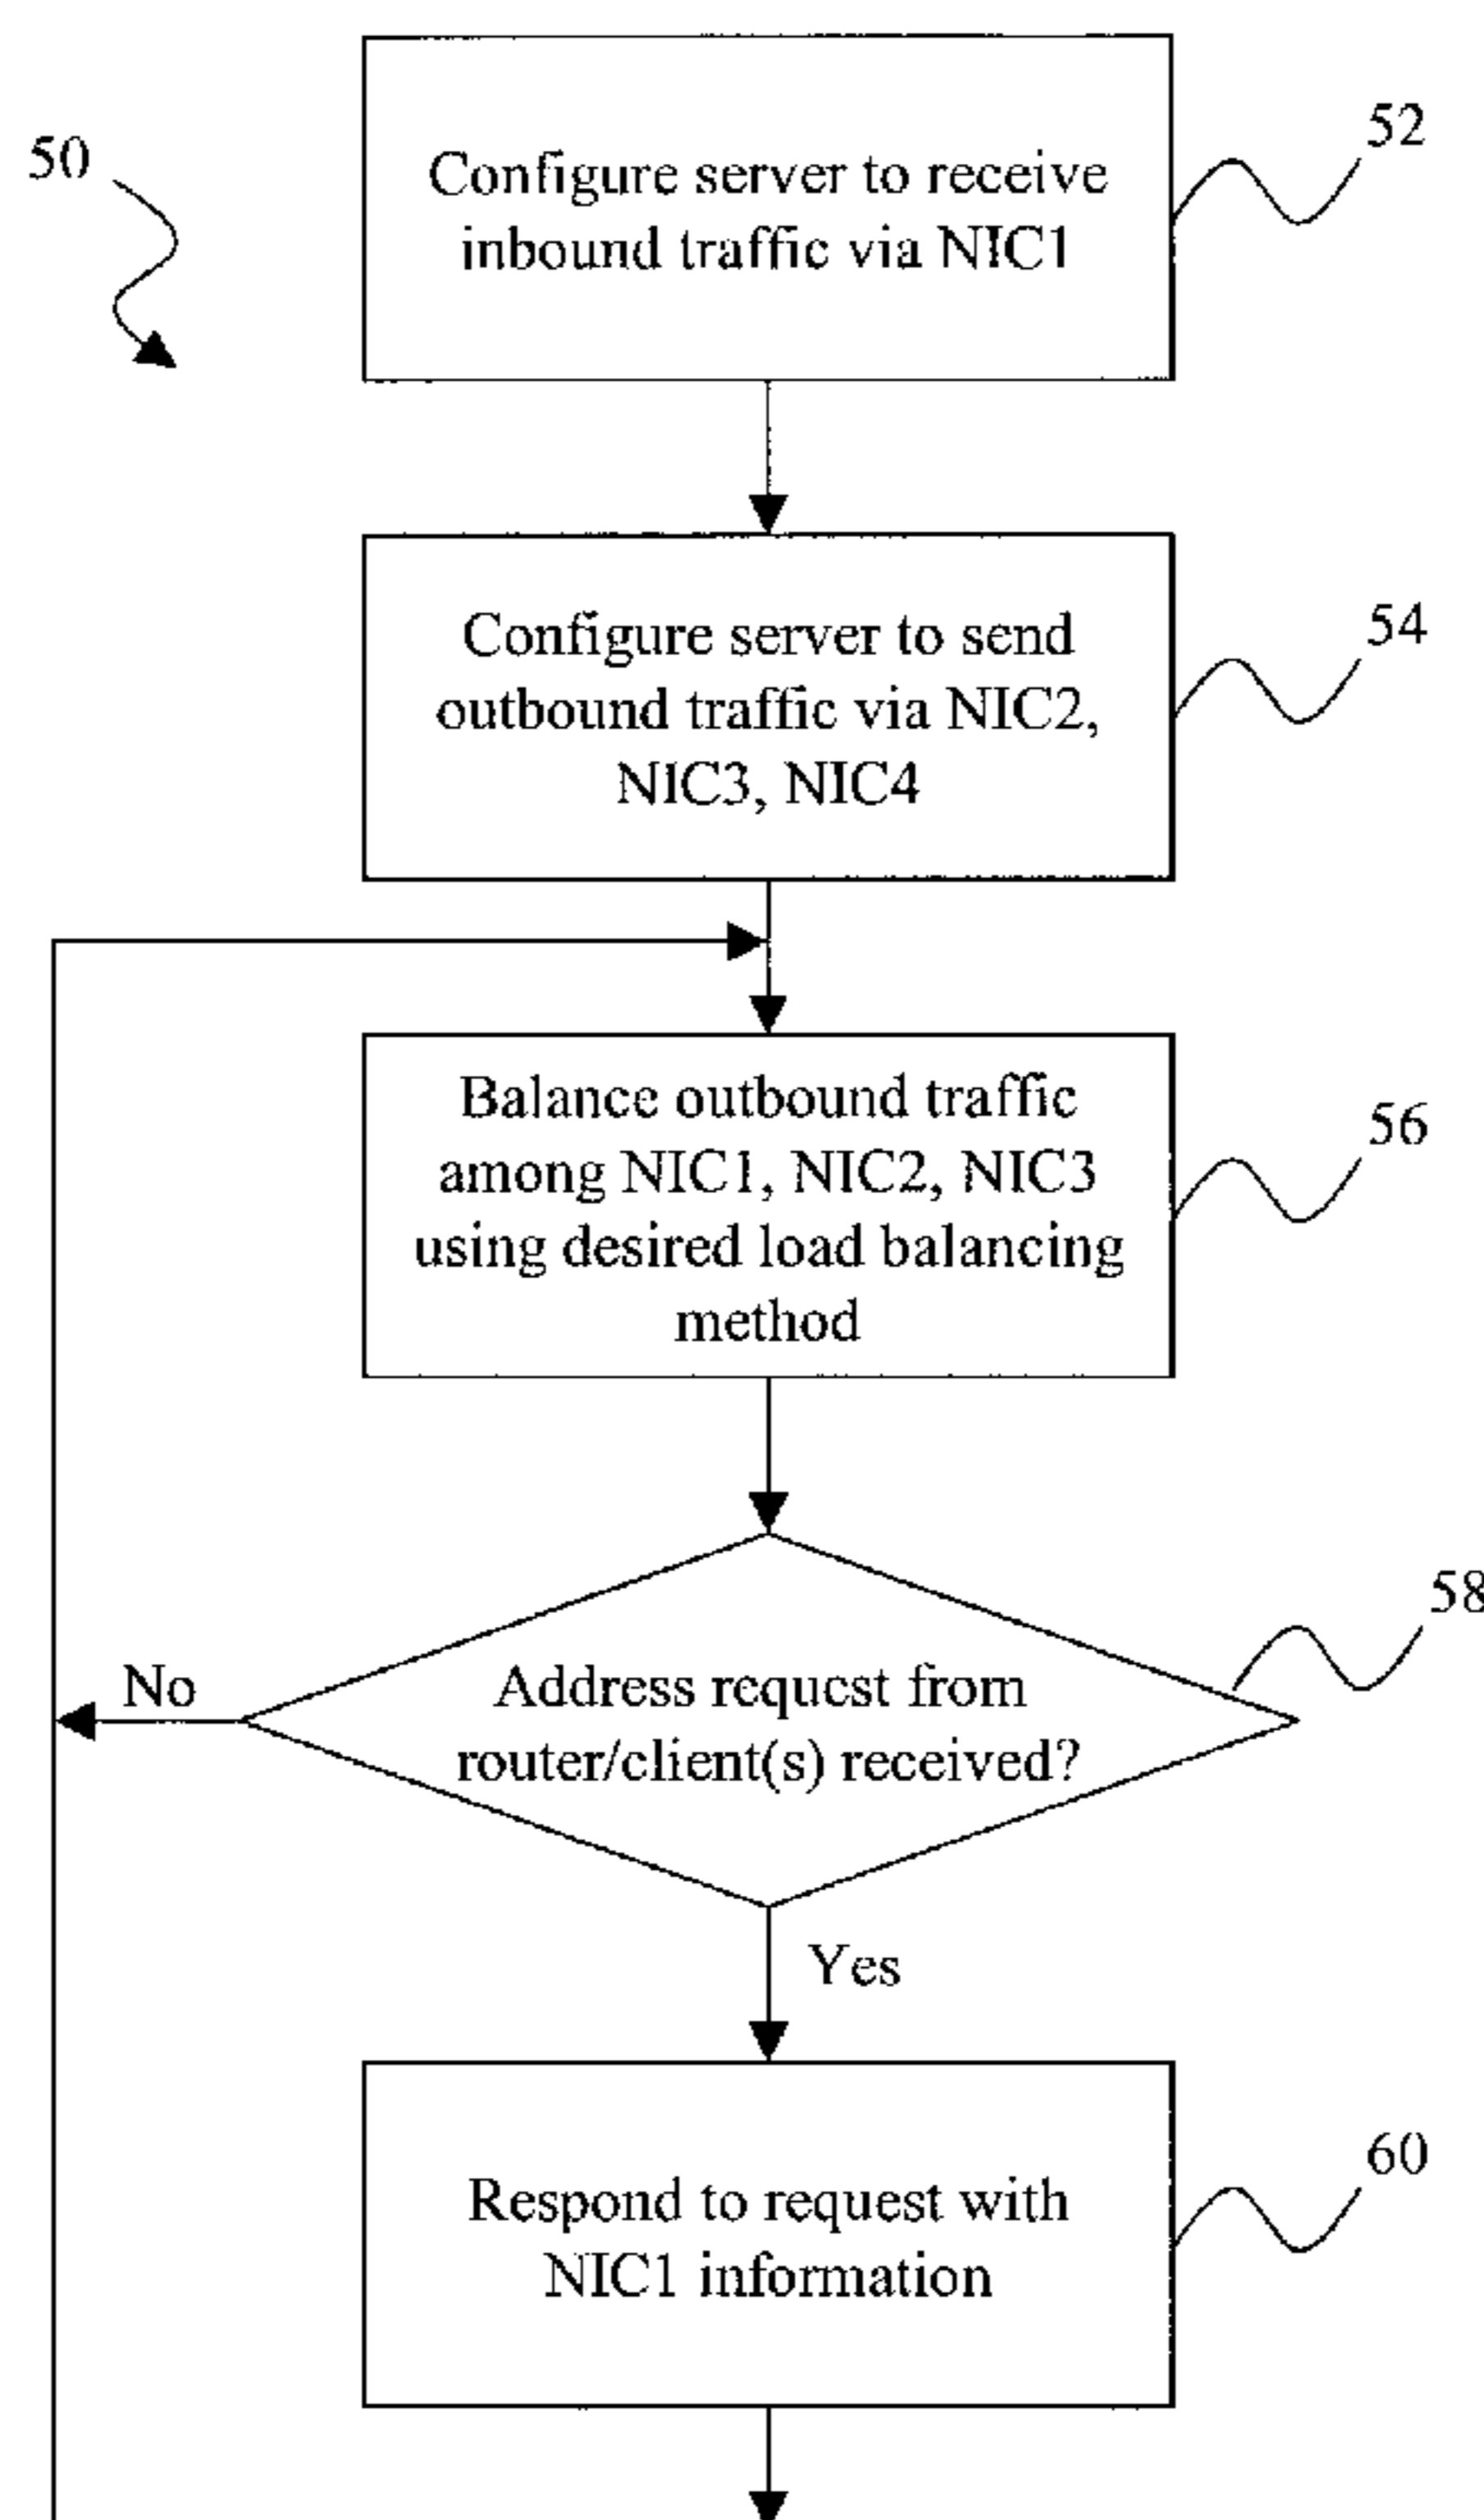 50
52
Configure server to receive
inbound traffic via NIC1
54
Configure server to send
outbound traffic via NIC2,
NIC3, NIC4
56
Balance outbound traffic
among NIC1, NIC2, NIC3
using desired load balancing
method
58
No
Address request from
router/client(s) received?
Yes
60
Respond to request with
NIC1 information